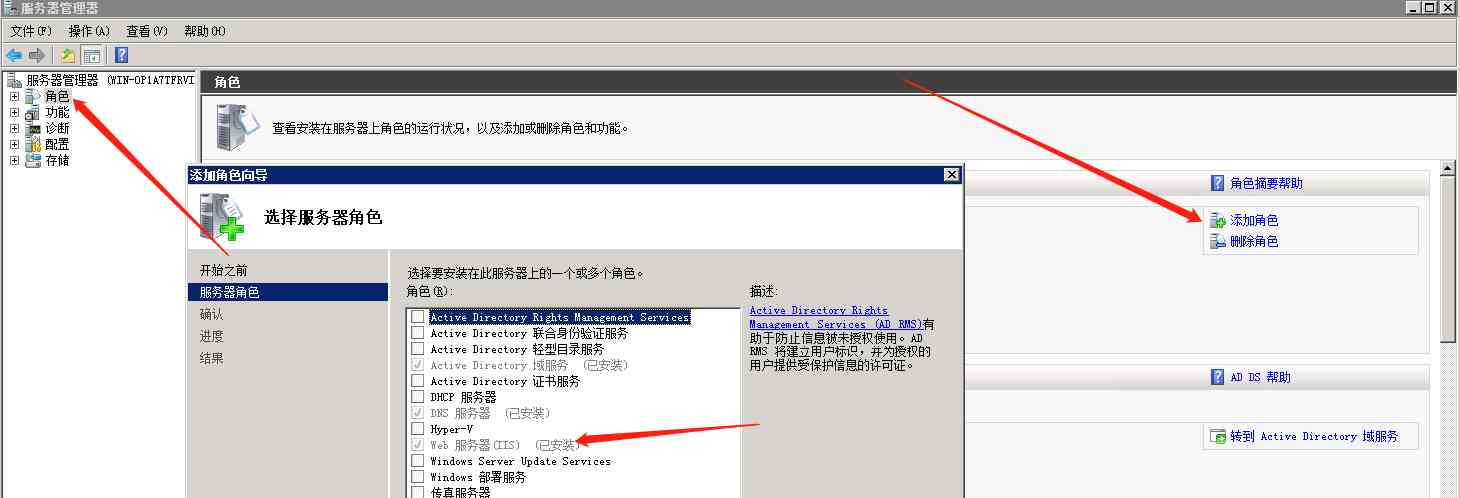 服务器管理器
文件(F) 操作(A) 查看(V) 帮助(H)
服务器管理器 (WIN-OP1A7TFRVI
角色
功能
诊断
配置
存储
角色
查看安装在服务器上角色的运行状况，以及添加或删除角色和功能。
角色摘要帮助
添加角色
删除角色
AD DS 帮助
转到 Active Directory 域服务
添加角色向导
选择服务器角色
开始之前
服务器角色
确认
进度
结果
选择要安装在此服务器上的一个或多个角色。
角色(R):
Active Directory Rights Management Services
Active Directory 联合身份验证服务
Active Directory 轻型目录服务
Active Directory 域服务 (已安装)
Active Directory 证书服务
DHCP 服务器
DNS 服务器 (已安装)
Hyper-V
Web 服务器(IIS) (已安装)
Windows Server Update Services
Windows 部署服务
传真服务器
描述:
Active Directory Rights
Management Services (AD RMS)有
助于防止信息被未授权使用。AD
RMS 将建立用户标识，并为授权的
用户提供受保护信息的许可证。